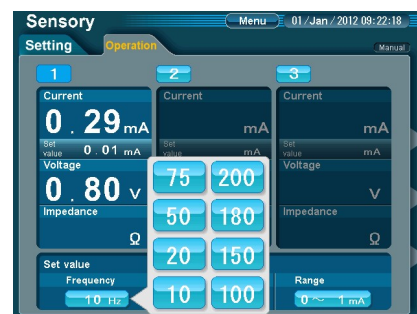 Sensory Menu 01/Jan/2012 09:22:18
Setting Operation Manual
1 2 3
Current Current Current
0.29 mA mA mA
Set value 0.01 mA Set value mA Set value mA
Voltage Voltage
0.80 V V
Impedance Impedance
Ω Ω
75 200
50 180
20 150
10 100
Set value
Frequency Range
10 Hz 0～ 1 mA